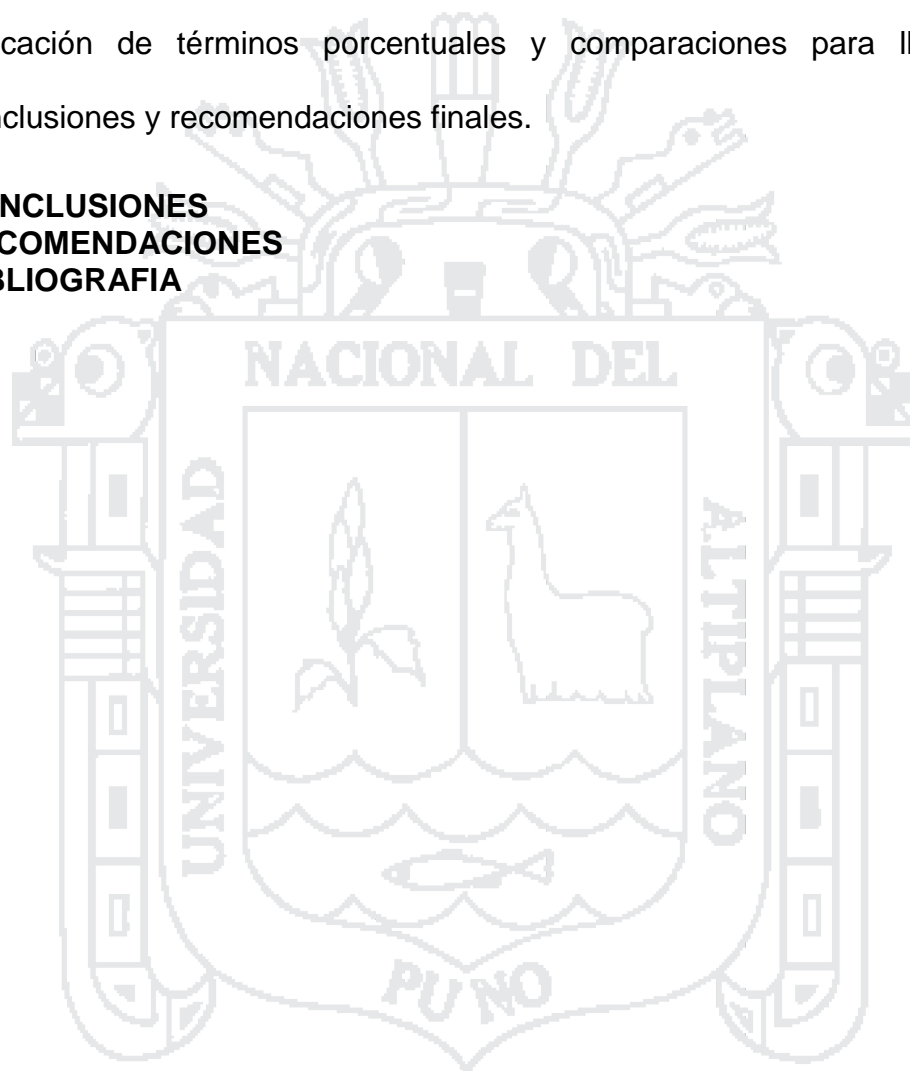 cación de términos porcentuales y comparaciones para ll
nclusiones y recomendaciones finales.
NCLUSIONES
COMENDACIONES
BLIOGRAFIA
NACIONAL DEL
UNIVERSIDAD
ALTIPLANO
PUNO